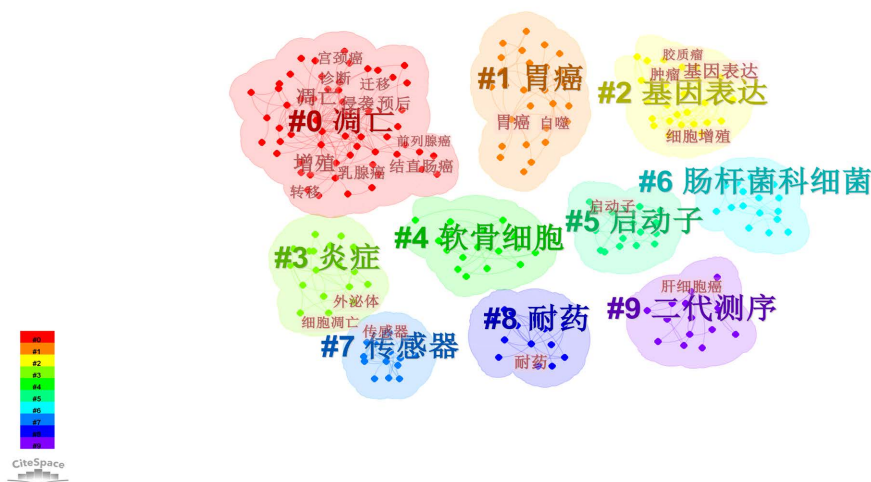 宫颈癌
诊断
迁移
凋亡
侵袭
预后
#0 凋亡
前列腺癌
增殖
乳腺癌
结直肠癌
转移
#1 胃癌
胃癌
自噬
胶质瘤
肿瘤
基因表达
#2 基因表达
细胞增殖
#6 肠杆菌科细菌
启动子
#5 启动子
#4 软骨细胞
#3 炎症
外泌体
细胞凋亡
传感器
#7 传感器
#8 耐药
耐药
肝细胞癌
#9 二代测序
#0
#1
#2
#3
#4
#5
#6
#7
#8
#9
CiteSpace